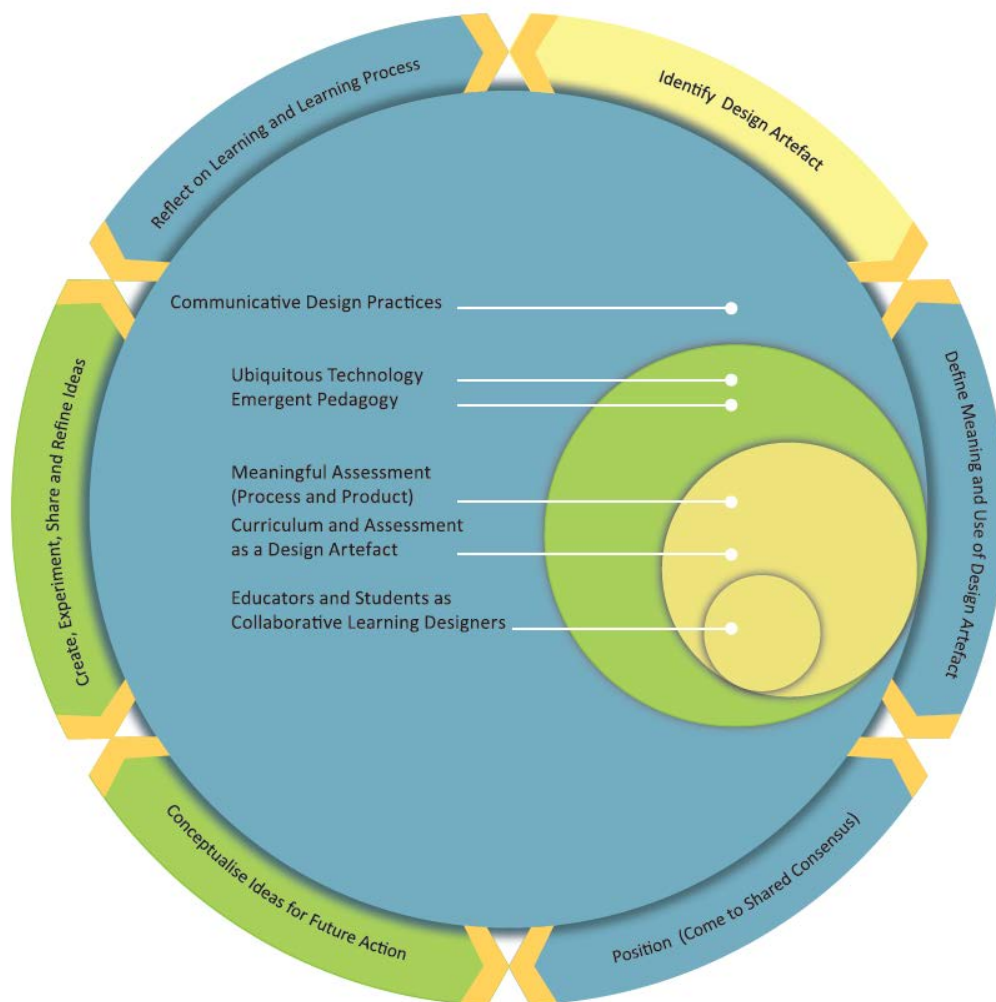 Reflect on Learning and Learning Process
Identify Design Artefact
Communicative Design Practices
Ubiquitous Technology
Emergent Pedagogy
Meaningful Assessment
(Process and Product)
Curriculum and Assessment
as a Design Artefact
Educators and Students as
Collaborative Learning Designers
Create, Experiment, Share and Refine Ideas
Define Meaning and Use of Design Artefact
Conceptualise Ideas for Future Action
Position (Come to Shared Consensus)